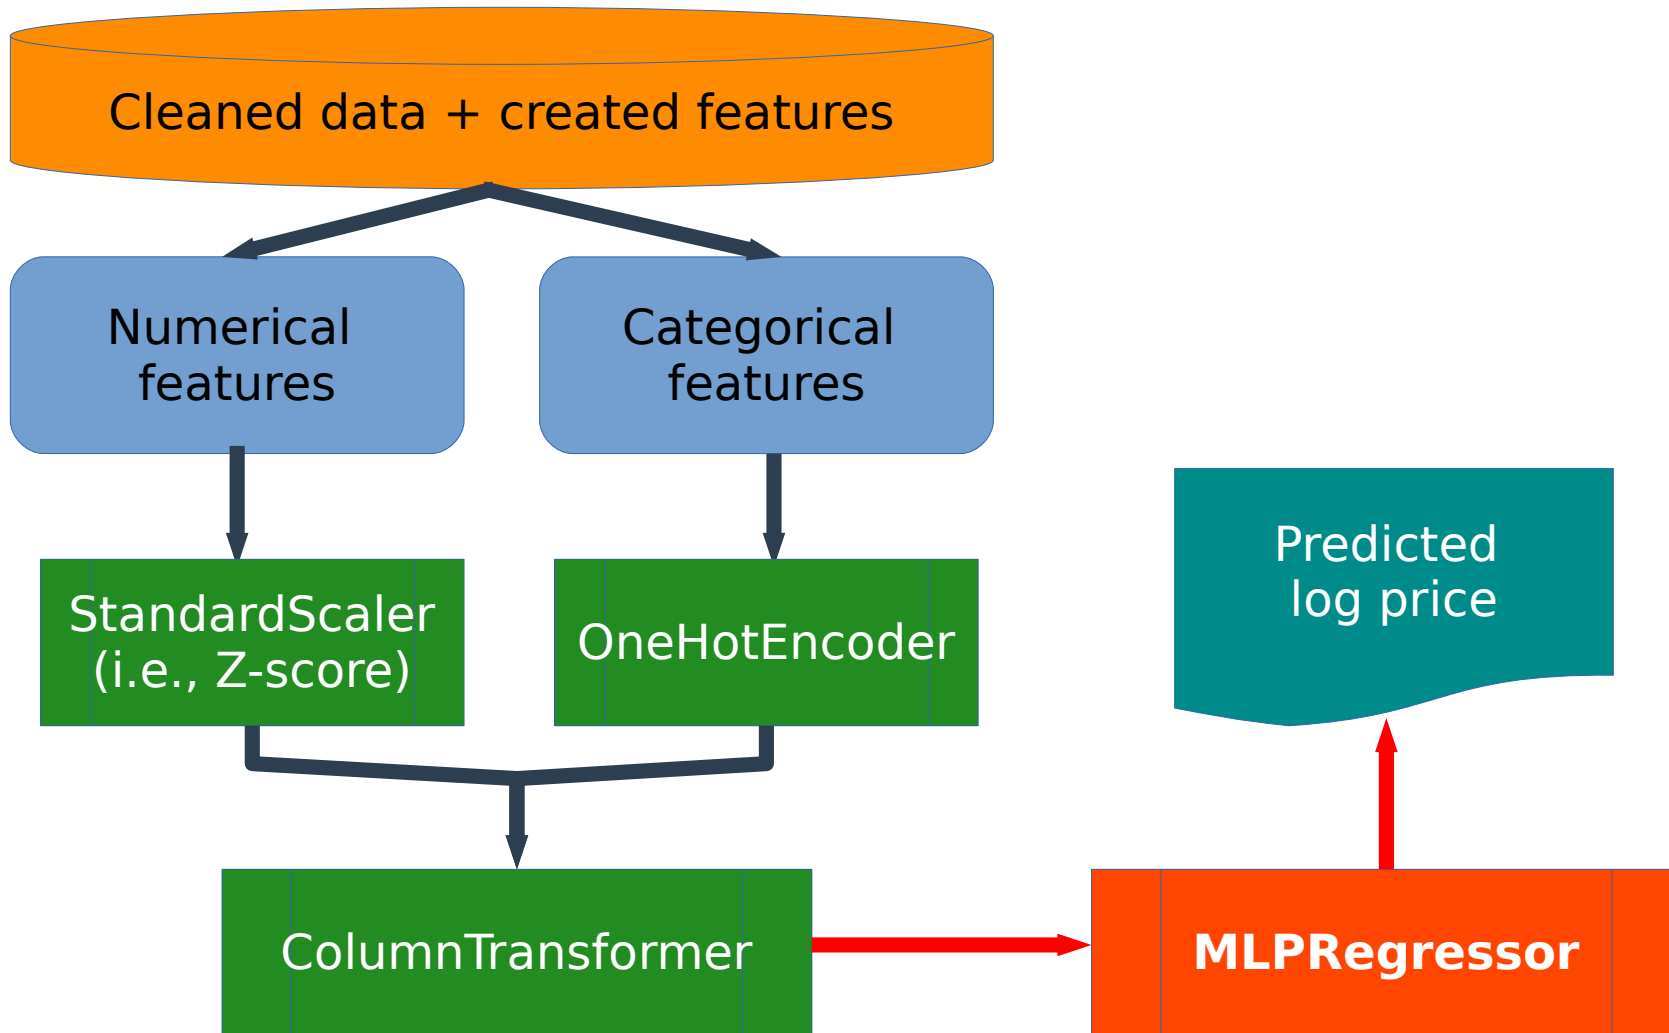 Cleaned data + created features
Numerical
features
Categorical
features
StandardScaler
(i.e., Z-score)
OneHotEncoder
Predicted
log price
ColumnTransformer
MLPRegressor